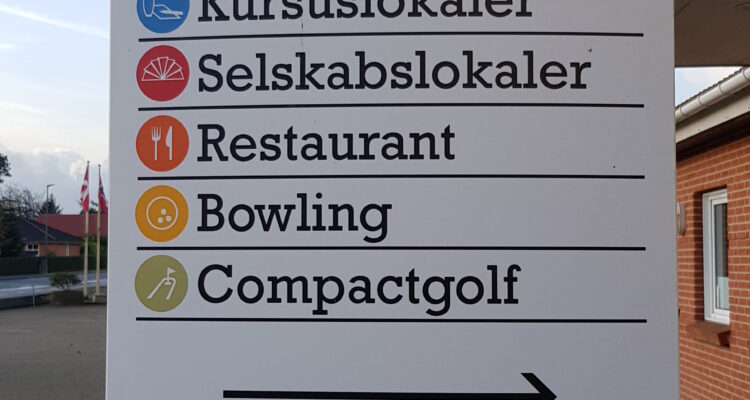 Kursuslokaler
Selskabslokaler
Restaurant
Bowling
Compactgolf